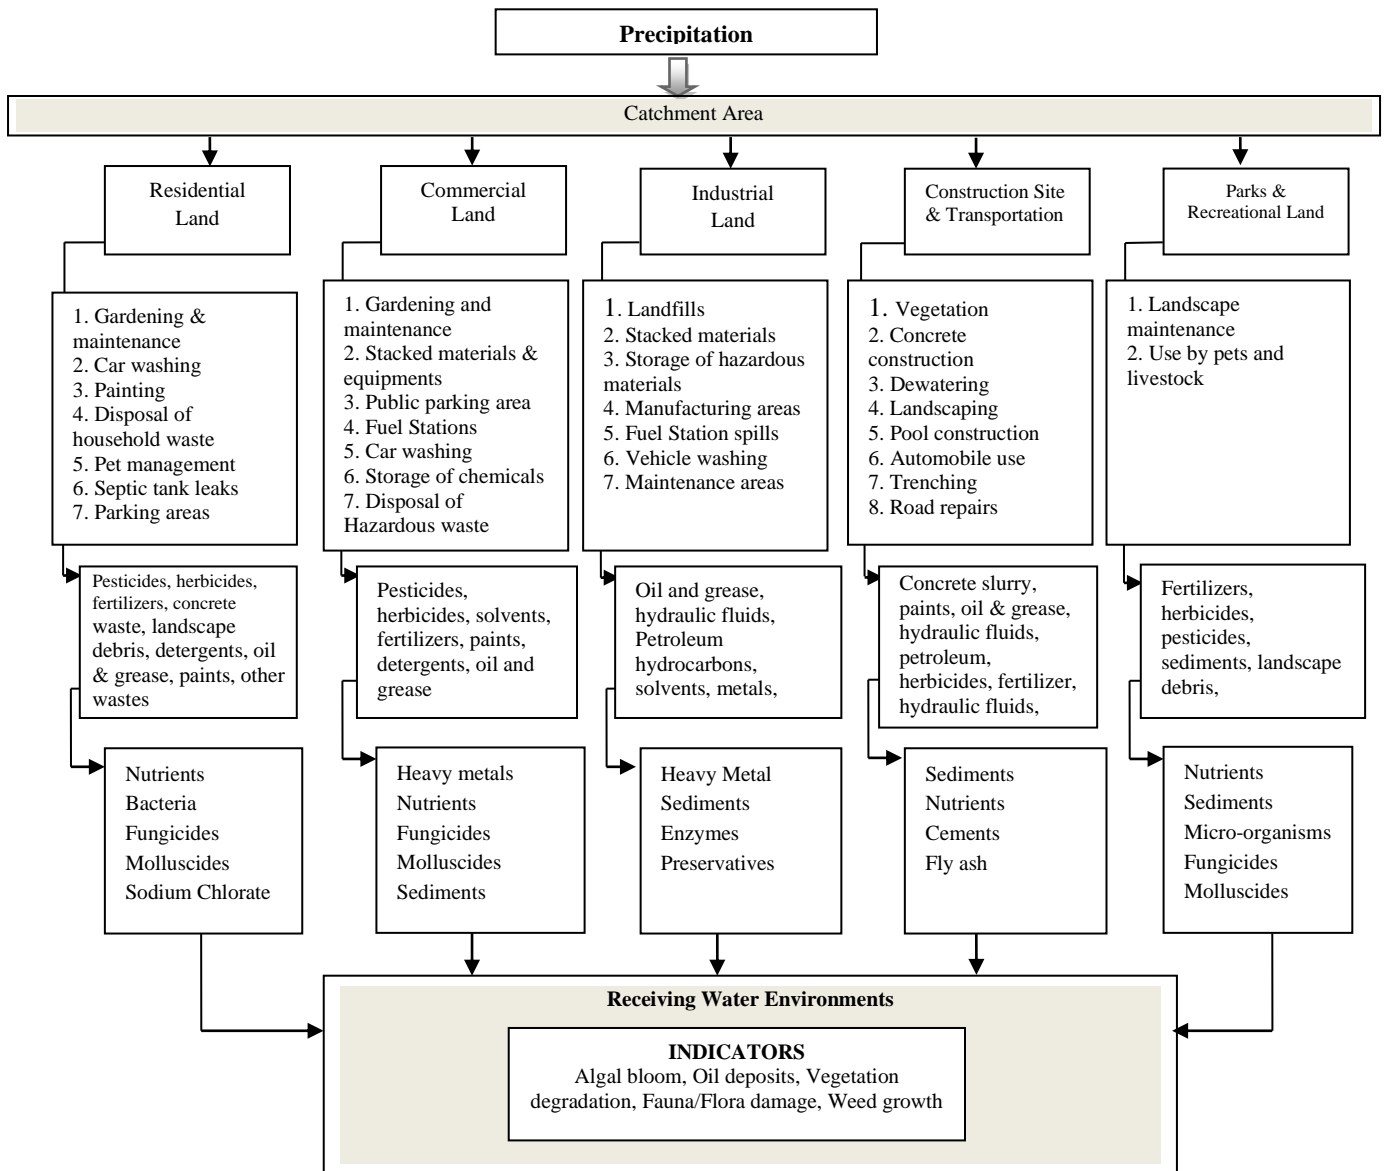 Precipitation
Catchment Area
Residential
Land
Commercial
Land
Industrial
Land
Construction Site
& Transportation
Parks &
Recreational Land
1. Gardening &
maintenance
2. Car washing
3. Painting
4. Disposal of
household waste
5. Pet management
6. Septic tank leaks
7. Parking areas
1. Gardening and
maintenance
2. Stacked materials &
equipments
3. Public parking area
4. Fuel Stations
5. Car washing
6. Storage of chemicals
7. Disposal of
Hazardous waste
1. Landfills
2. Stacked materials
3. Storage of hazardous
materials
4. Manufacturing areas
5. Fuel Station spills
6. Vehicle washing
7. Maintenance areas
1. Vegetation
2. Concrete
construction
3. Dewatering
4. Landscaping
5. Pool construction
6. Automobile use
7. Trenching
8. Road repairs
1. Landscape
maintenance
2. Use by pets and
livestock
Pesticides, herbicides,
fertilizers, concrete
waste, landscape
debris, detergents, oil
& grease, paints, other
wastes
Pesticides,
herbicides, solvents,
fertilizers, paints,
detergents, oil and
grease
Oil and grease,
hydraulic fluids,
Petroleum
hydrocarbons,
solvents, metals,
Concrete slurry,
paints, oil & grease,
hydraulic fluids,
petroleum,
herbicides, fertilizer,
hydraulic fluids,
Fertilizers,
herbicides,
pesticides,
sediments, landscape
debris,
Nutrients
Bacteria
Fungicides
Molluscides
Sodium Chlorate
Heavy metals
Nutrients
Fungicides
Molluscides
Sediments
Heavy Metal
Sediments
Enzymes
Preservatives
Sediments
Nutrients
Cements
Fly ash
Nutrients
Sediments
Micro-organisms
Fungicides
Molluscides
Receiving Water Environments
INDICATORS
Algal bloom, Oil deposits, Vegetation
degradation, Fauna/Flora damage, Weed growth